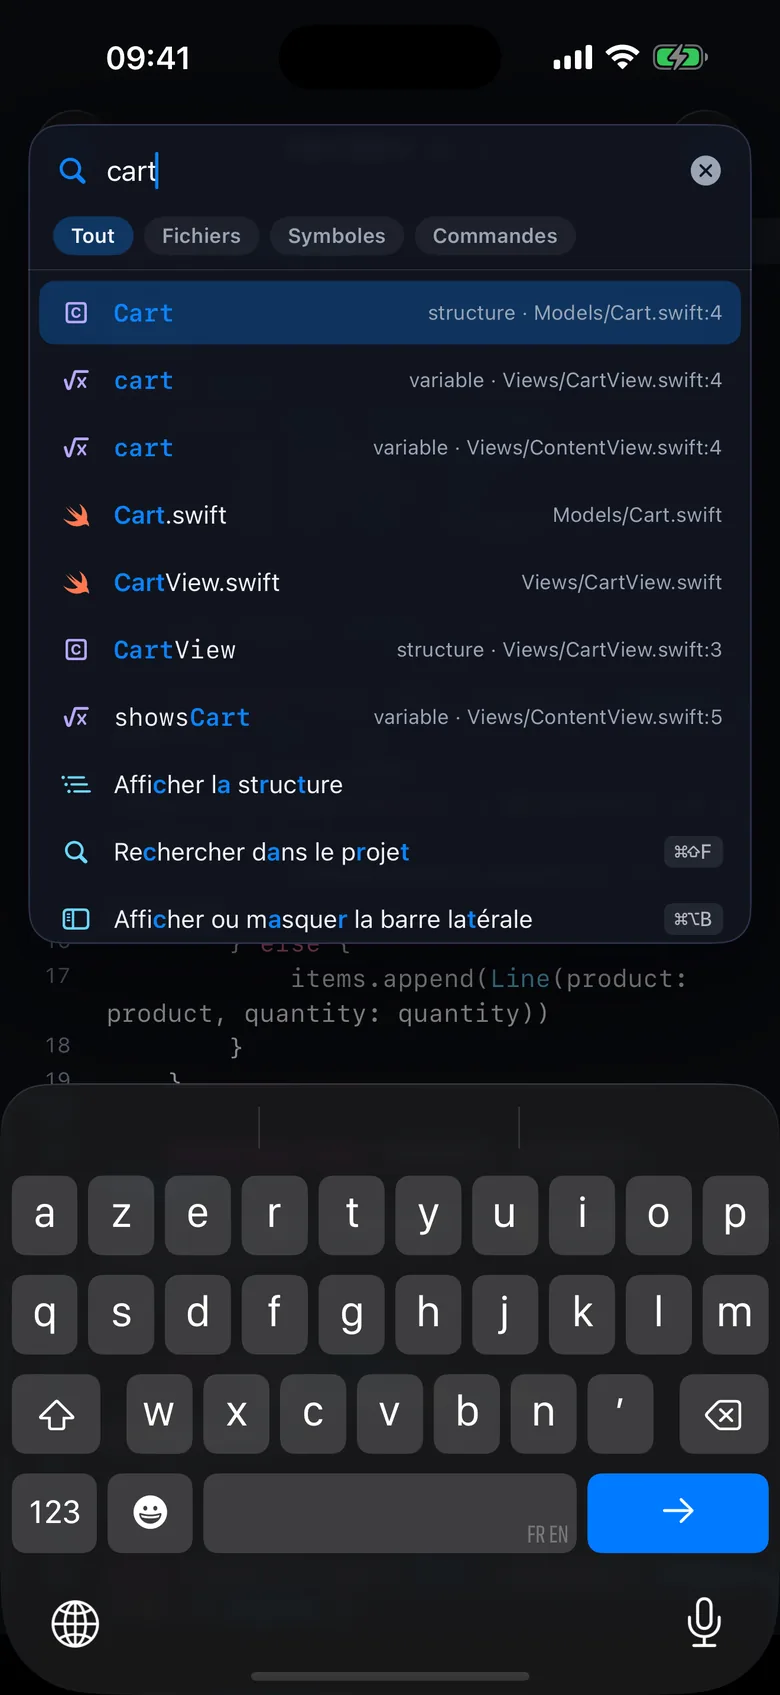 09:41
cart
Tout Fichiers Symboles Commandes
Cart structure · Models/Cart.swift:4
cart variable · Views/CartView.swift:4
cart variable · Views/ContentView.swift:4
Cart.swift Models/Cart.swift
CartView.swift Views/CartView.swift
CartView structure · Views/CartView.swift:3
showsCart variable · Views/ContentView.swift:5
Afficher la structure
Rechercher dans le projet ⌘⇧F
Afficher ou masquer la barre latérale ⌘⌥B
16 } else {
17 items.append(Line(product:
product, quantity: quantity))
18 }
19 }
a z e r t y u i o p
q s d f g h j k l m
w x c v b n ’
123 FR EN